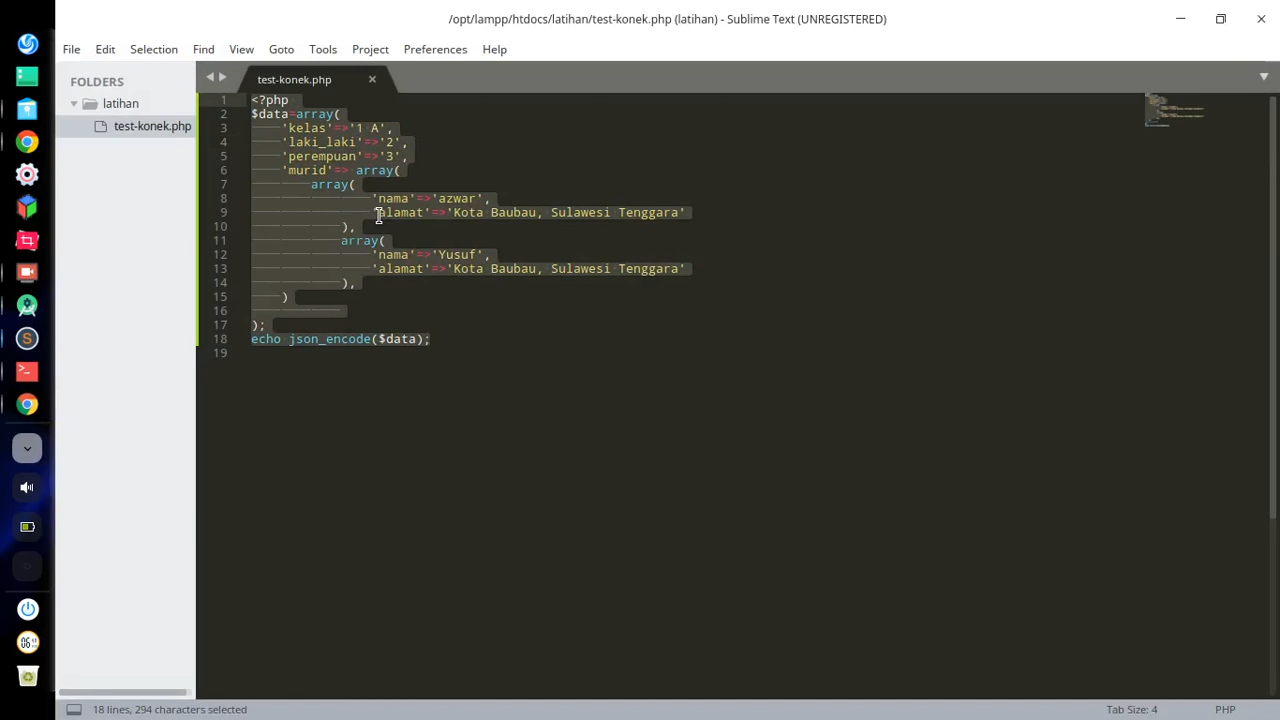 /opt/lampp/htdocs/latihan/test-konek.php (latihan) - Sublime Text (UNREGISTERED)
File Edit Selection Find View Goto Tools Project Preferences Help
FOLDERS
latihan
test-konek.php
test-konek.php
1 <?php
2 $data=array(
3 'kelas'=>'1 A',
4 'laki_laki'=>'2',
5 'perempuan'=>'3',
6 'murid'=> array(
7 array(
8 'nama'=>'azwar',
9 'alamat'=>'Kota Baubau, Sulawesi Tenggara'
10 ),
11 array(
12 'nama'=>'Yusuf',
13 'alamat'=>'Kota Baubau, Sulawesi Tenggara'
14 ),
15 )
16
17 );
18 echo json_encode($data);
19
18 lines, 294 characters selected
Tab Size: 4
PHP